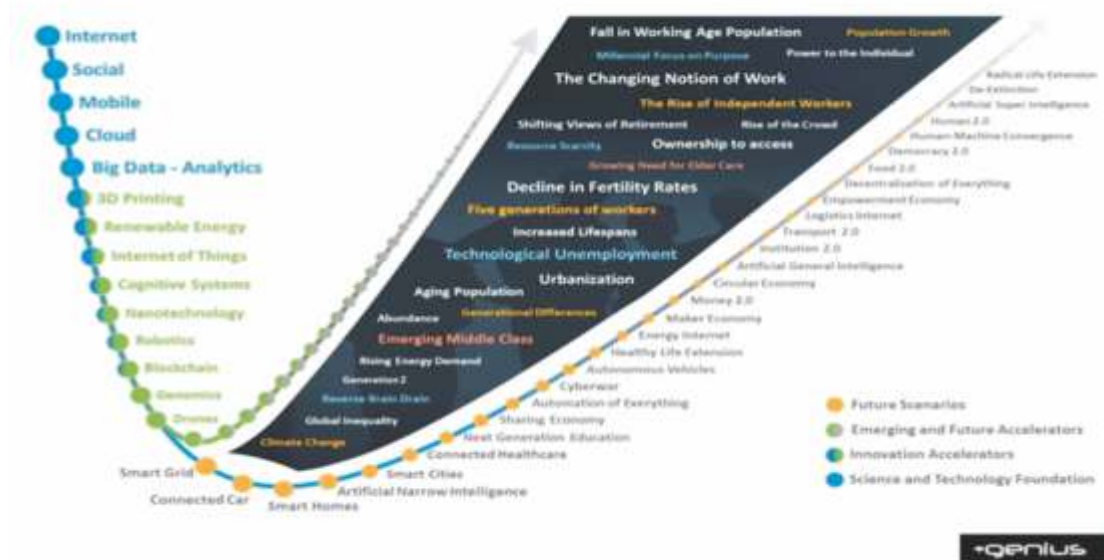 Internet
Social
Mobile
Cloud
Big Data - Analytics
3D Printing
Renewable Energy
Internet of Things
Cognitive Systems
Nanotechnology
Robotics
Blockchain
Genomics
Drones
Smart Grid
Connected Car
Smart Homes
Artificial Narrow Intelligence
Smart Cities
Connected Healthcare
Next Generation Education
Sharing Economy
Automation of Everything
Cyberwar
Autonomous Vehicles
Healthy Life Extension
Energy Internet
Maker Economy
Money 2.0
Circular Economy
Artificial General Intelligence
Institution 2.0
Transport 2.0
Logistics Internet
Empowerment Economy
Decentralisation of Everything
Food 2.0
Democracy 2.0
Human Machine Convergence
Human 2.0
Artificial Super Intelligence
De-Extinction
Radical Life Extension
Fall in Working Age Population
Population Growth
Millennial Focus on Purpose
Power to the Individual
The Changing Notion of Work
The Rise of Independent Workers
Shifting Views of Retirement
Rise of the Crowd
Resource Scarcity
Ownership to access
Growing Need for Elder Care
Decline in Fertility Rates
Five generations of workers
Increased Lifespans
Technological Unemployment
Urbanization
Aging Population
Abundance
Generational Differences
Emerging Middle Class
Rising Energy Demand
Generation Z
Reverse Brain Drain
Global Inequality
Climate Change
Future Scenarios
Emerging and Future Accelerators
Innovation Accelerators
Science and Technology Foundation
+genius